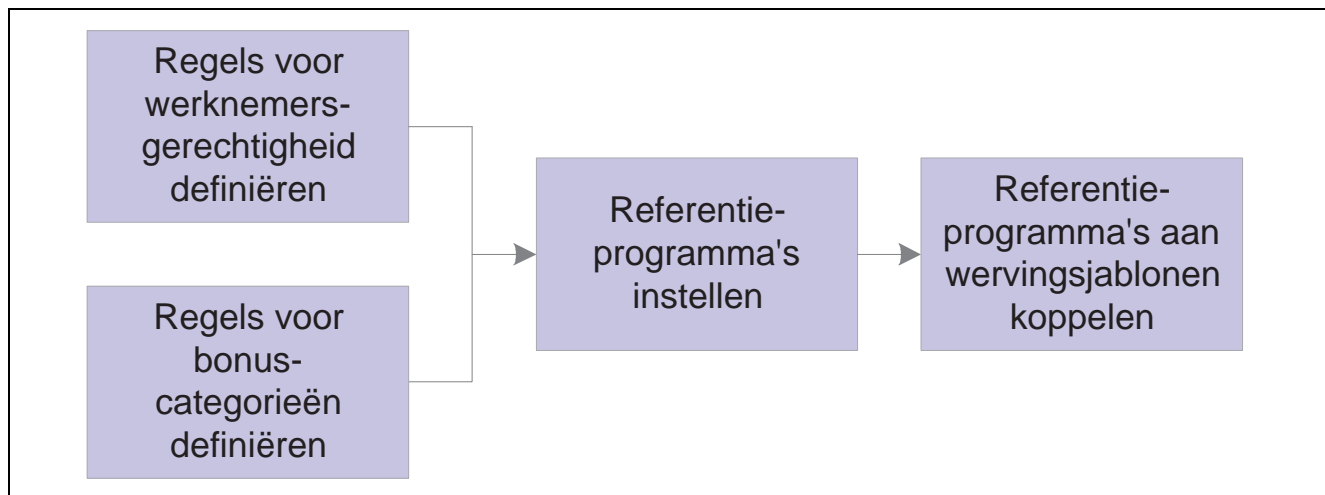 Regels voor
werknemers-
gerechtigheid
definiëren
Regels voor
bonus-
categorieën
definiëren
Referentie-
programma's
instellen
Referentie-
programma's aan
wervingsjablonen
koppelen